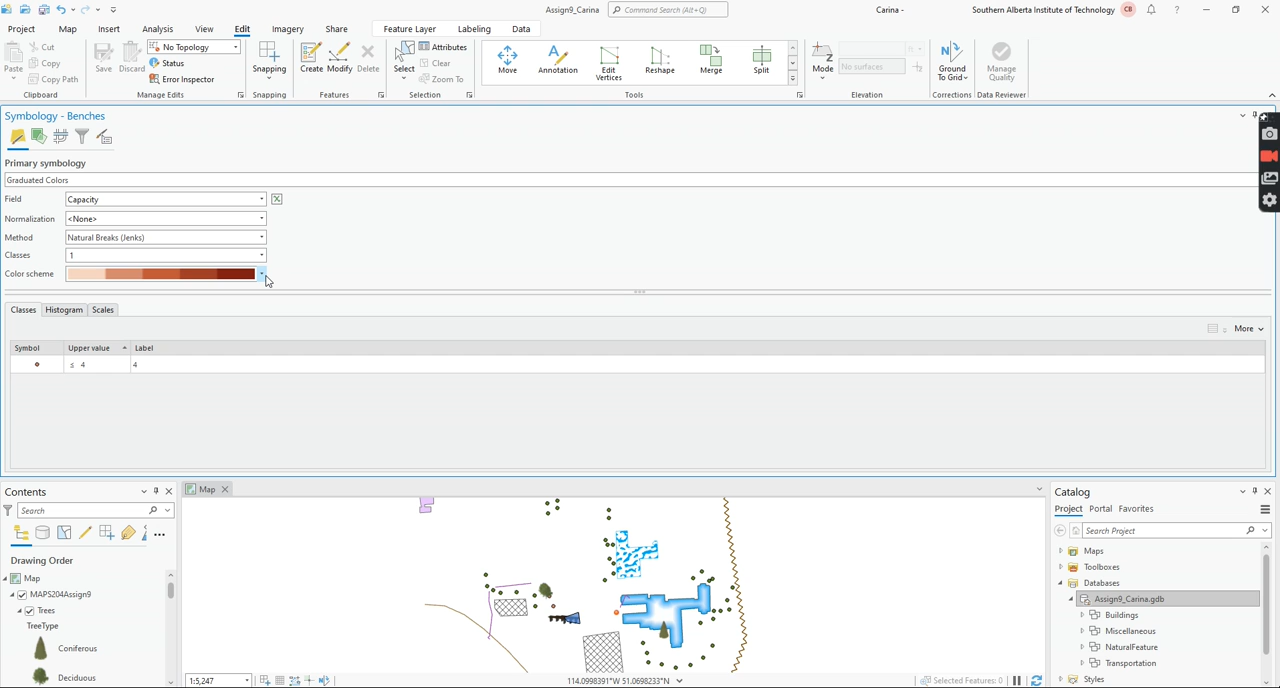 Assign9_Carina
Command Search (Alt+Q)
Carina -
Southern Alberta Institute of Technology
CB
?
Project Map Insert Analysis View Edit Imagery Share Feature Layer Labeling Data
Paste
Cut
Copy
Copy Path
Clipboard
Save
Discard
No Topology
Status
Error Inspector
Manage Edits
Snapping
Snapping
Create
Modify
Delete
Features
Select
Attributes
Clear
Zoom To
Selection
Move
Annotation
Edit
Vertices
Reshape
Merge
Split
Tools
Mode
No surfaces
Elevation
Ground
To Grid
Corrections
Manage
Quality
Data Reviewer
Symbology - Benches
Primary symbology
Graduated Colors
Field Capacity
Normalization <None>
Method Natural Breaks (Jenks)
Classes 1
Color scheme
Classes Histogram Scales
More
Symbol Upper value Label
≤ 4 4
Contents
Search
Drawing Order
Map
MAPS204Assign9
Trees
TreeType
Coniferous
Deciduous
Map
1:5,247
114.0998391°W 51.0698233°N
Selected Features: 0
Catalog
Project Portal Favorites
Search Project
Maps
Toolboxes
Databases
Assign9_Carina.gdb
Buildings
Miscellaneous
NaturalFeature
Transportation
Styles